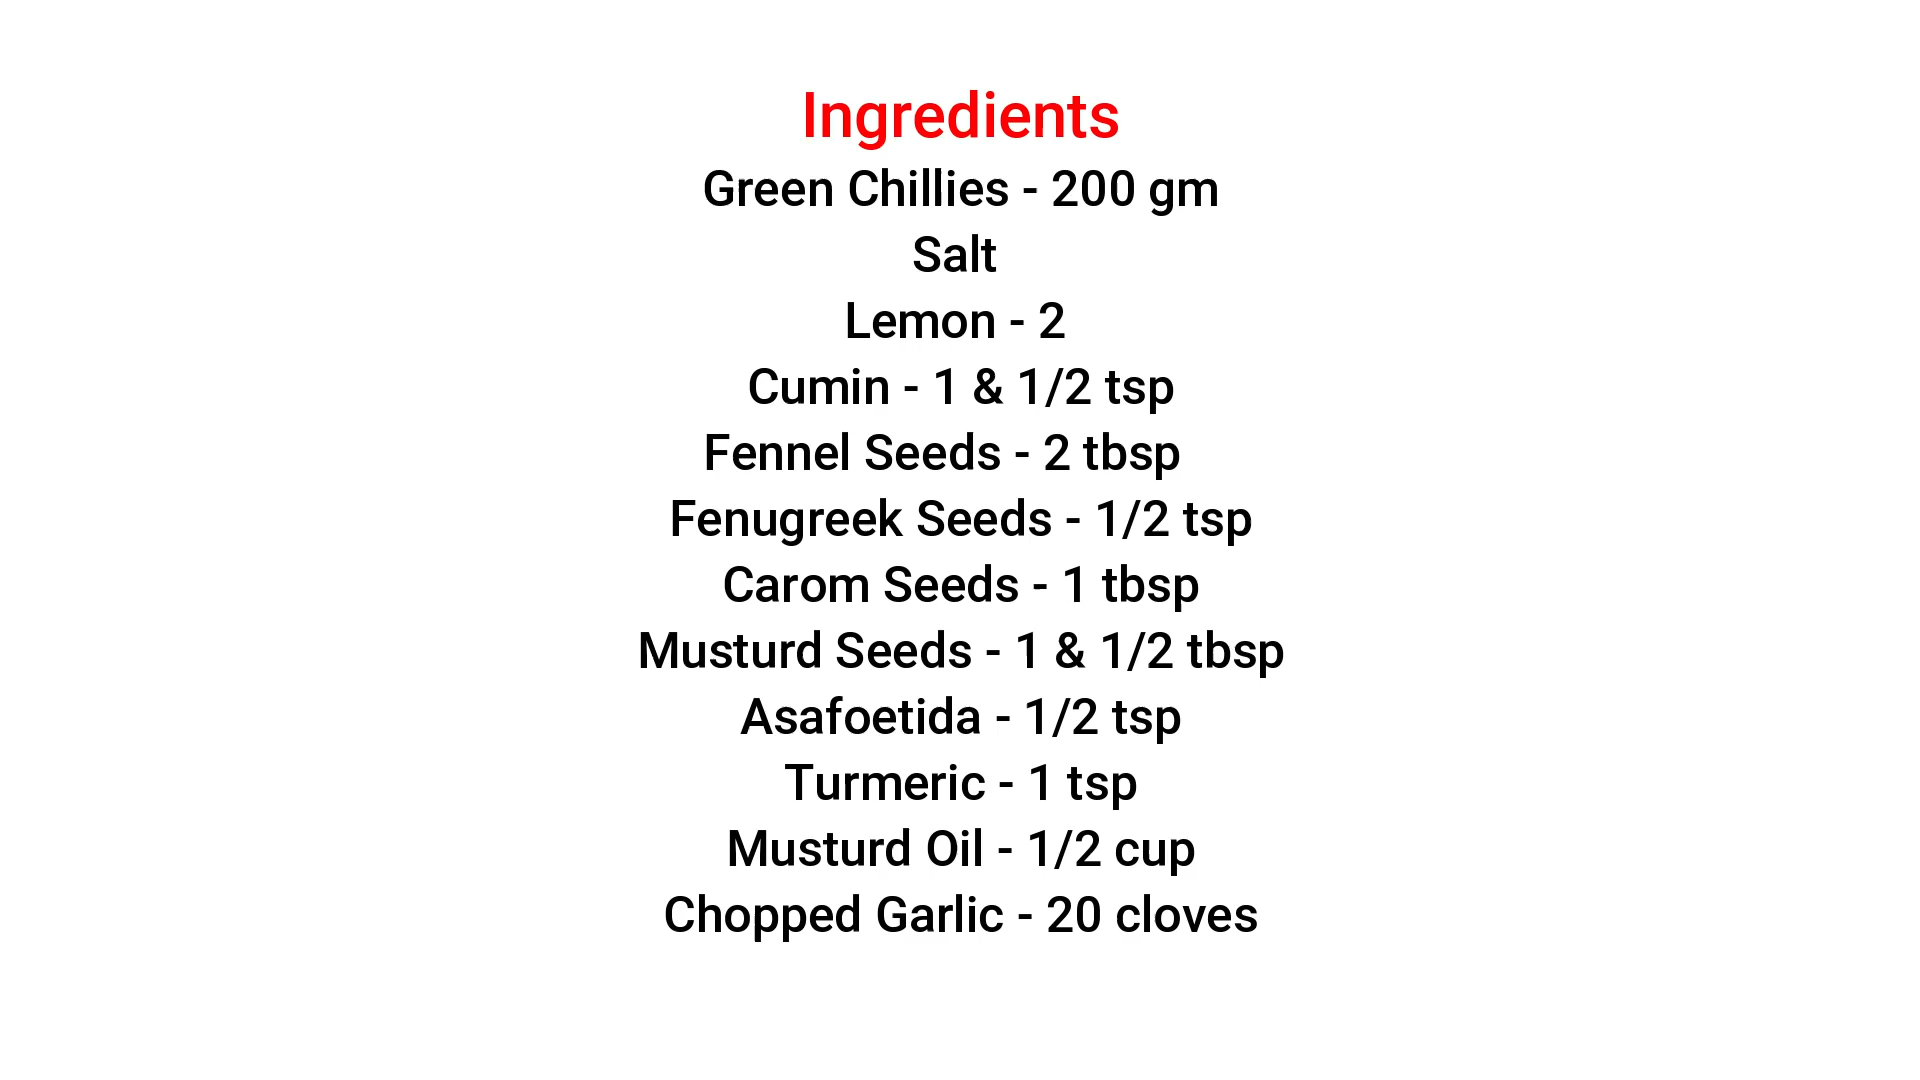 Ingredients
Green Chillies - 200 gm
Salt
Lemon - 2
Cumin - 1 & 1/2 tsp
Fennel Seeds - 2 tbsp
Fenugreek Seeds - 1/2 tsp
Carom Seeds - 1 tbsp
Musturd Seeds - 1 & 1/2 tbsp
Asafoetida - 1/2 tsp
Turmeric - 1 tsp
Musturd Oil - 1/2 cup
Chopped Garlic - 20 cloves